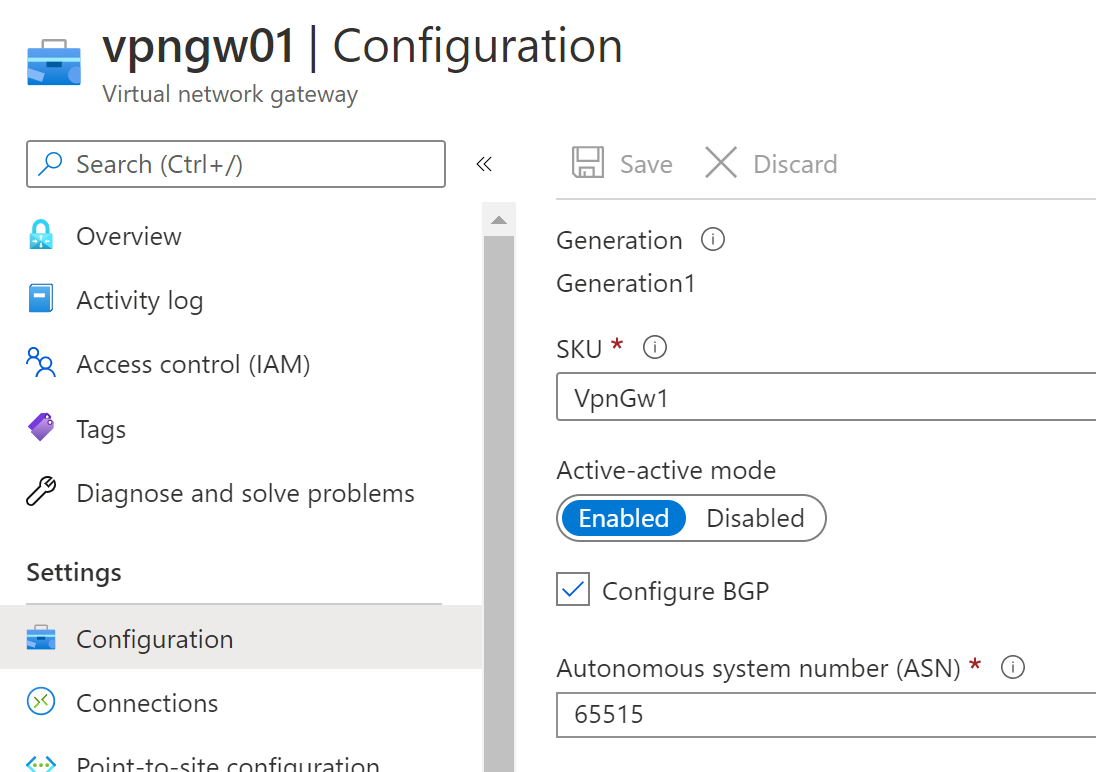 vpngw01 | Configuration
Virtual network gateway
Search (Ctrl+/)
«
Overview
Activity log
Access control (IAM)
Tags
Diagnose and solve problems
Settings
Configuration
Connections
Point-to-site configuration
Save Discard
Generation
Generation1
SKU *
VpnGw1
Active-active mode
Enabled Disabled
Configure BGP
Autonomous system number (ASN) *
65515